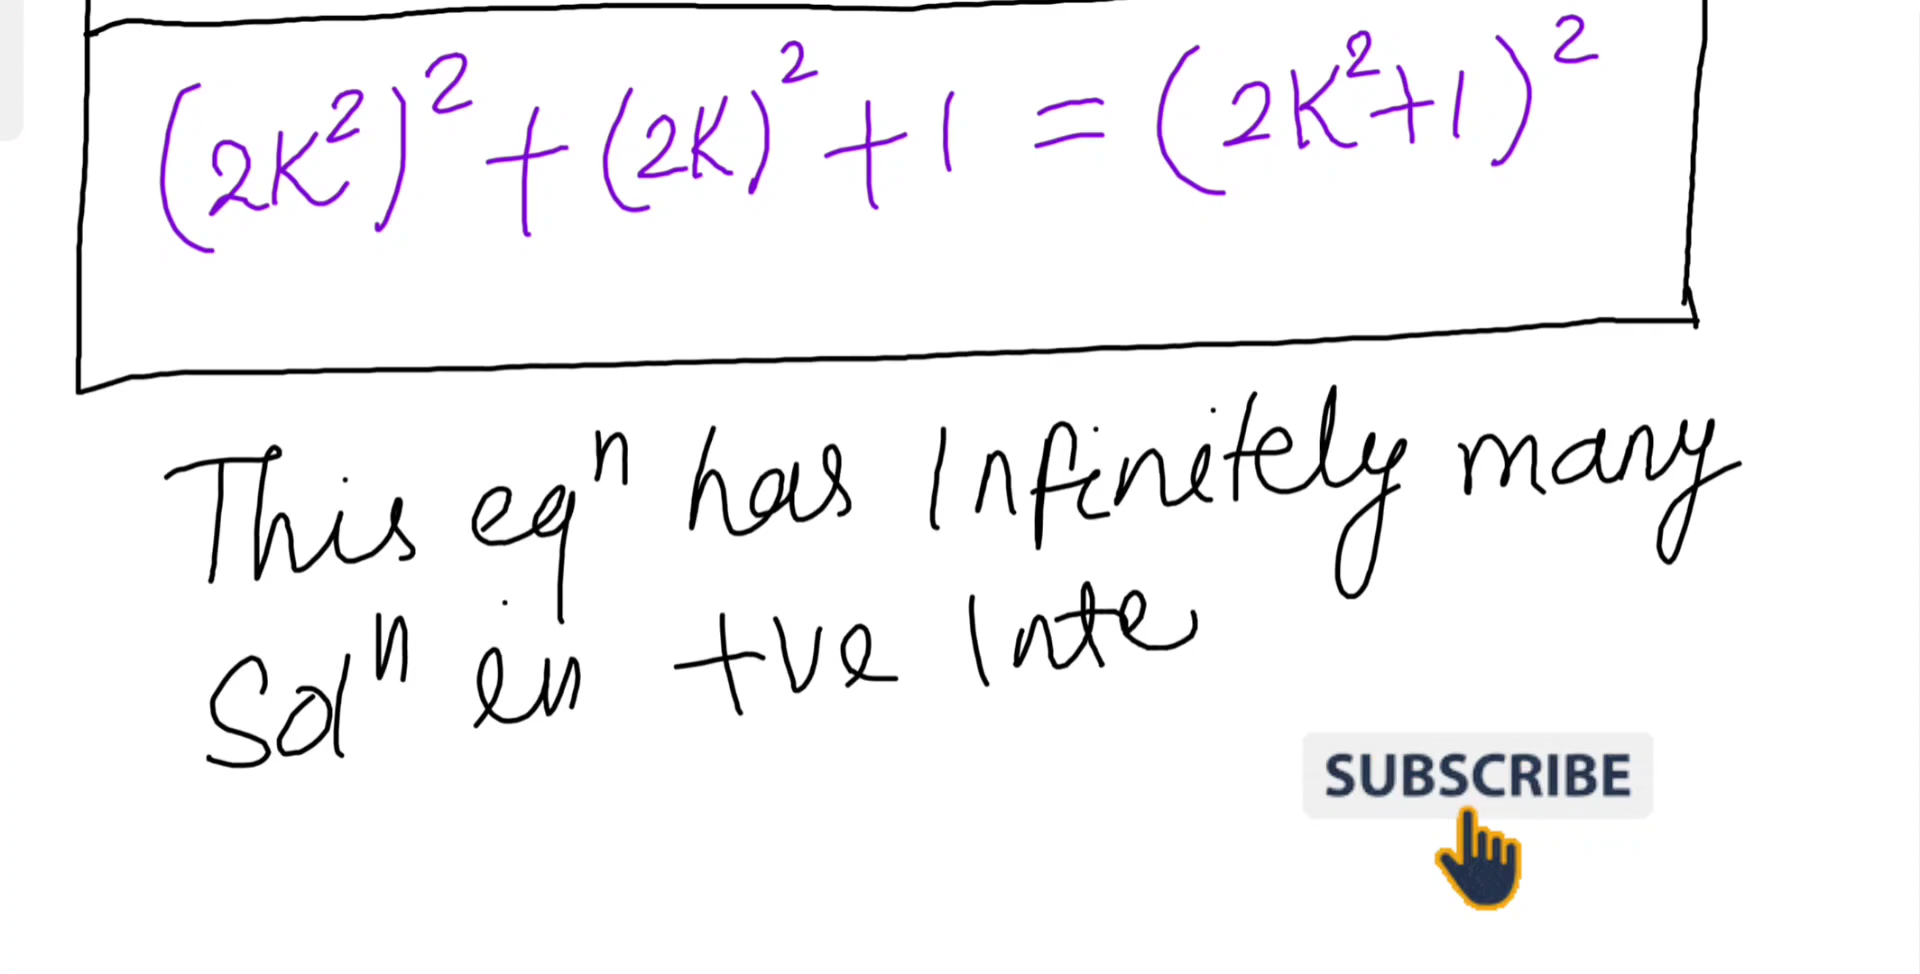 (2K²)² + (2K)² + 1 = (2K²+1)²
This eqⁿ has Infinitely many
Solⁿ in +ve Inte
SUBSCRIBE